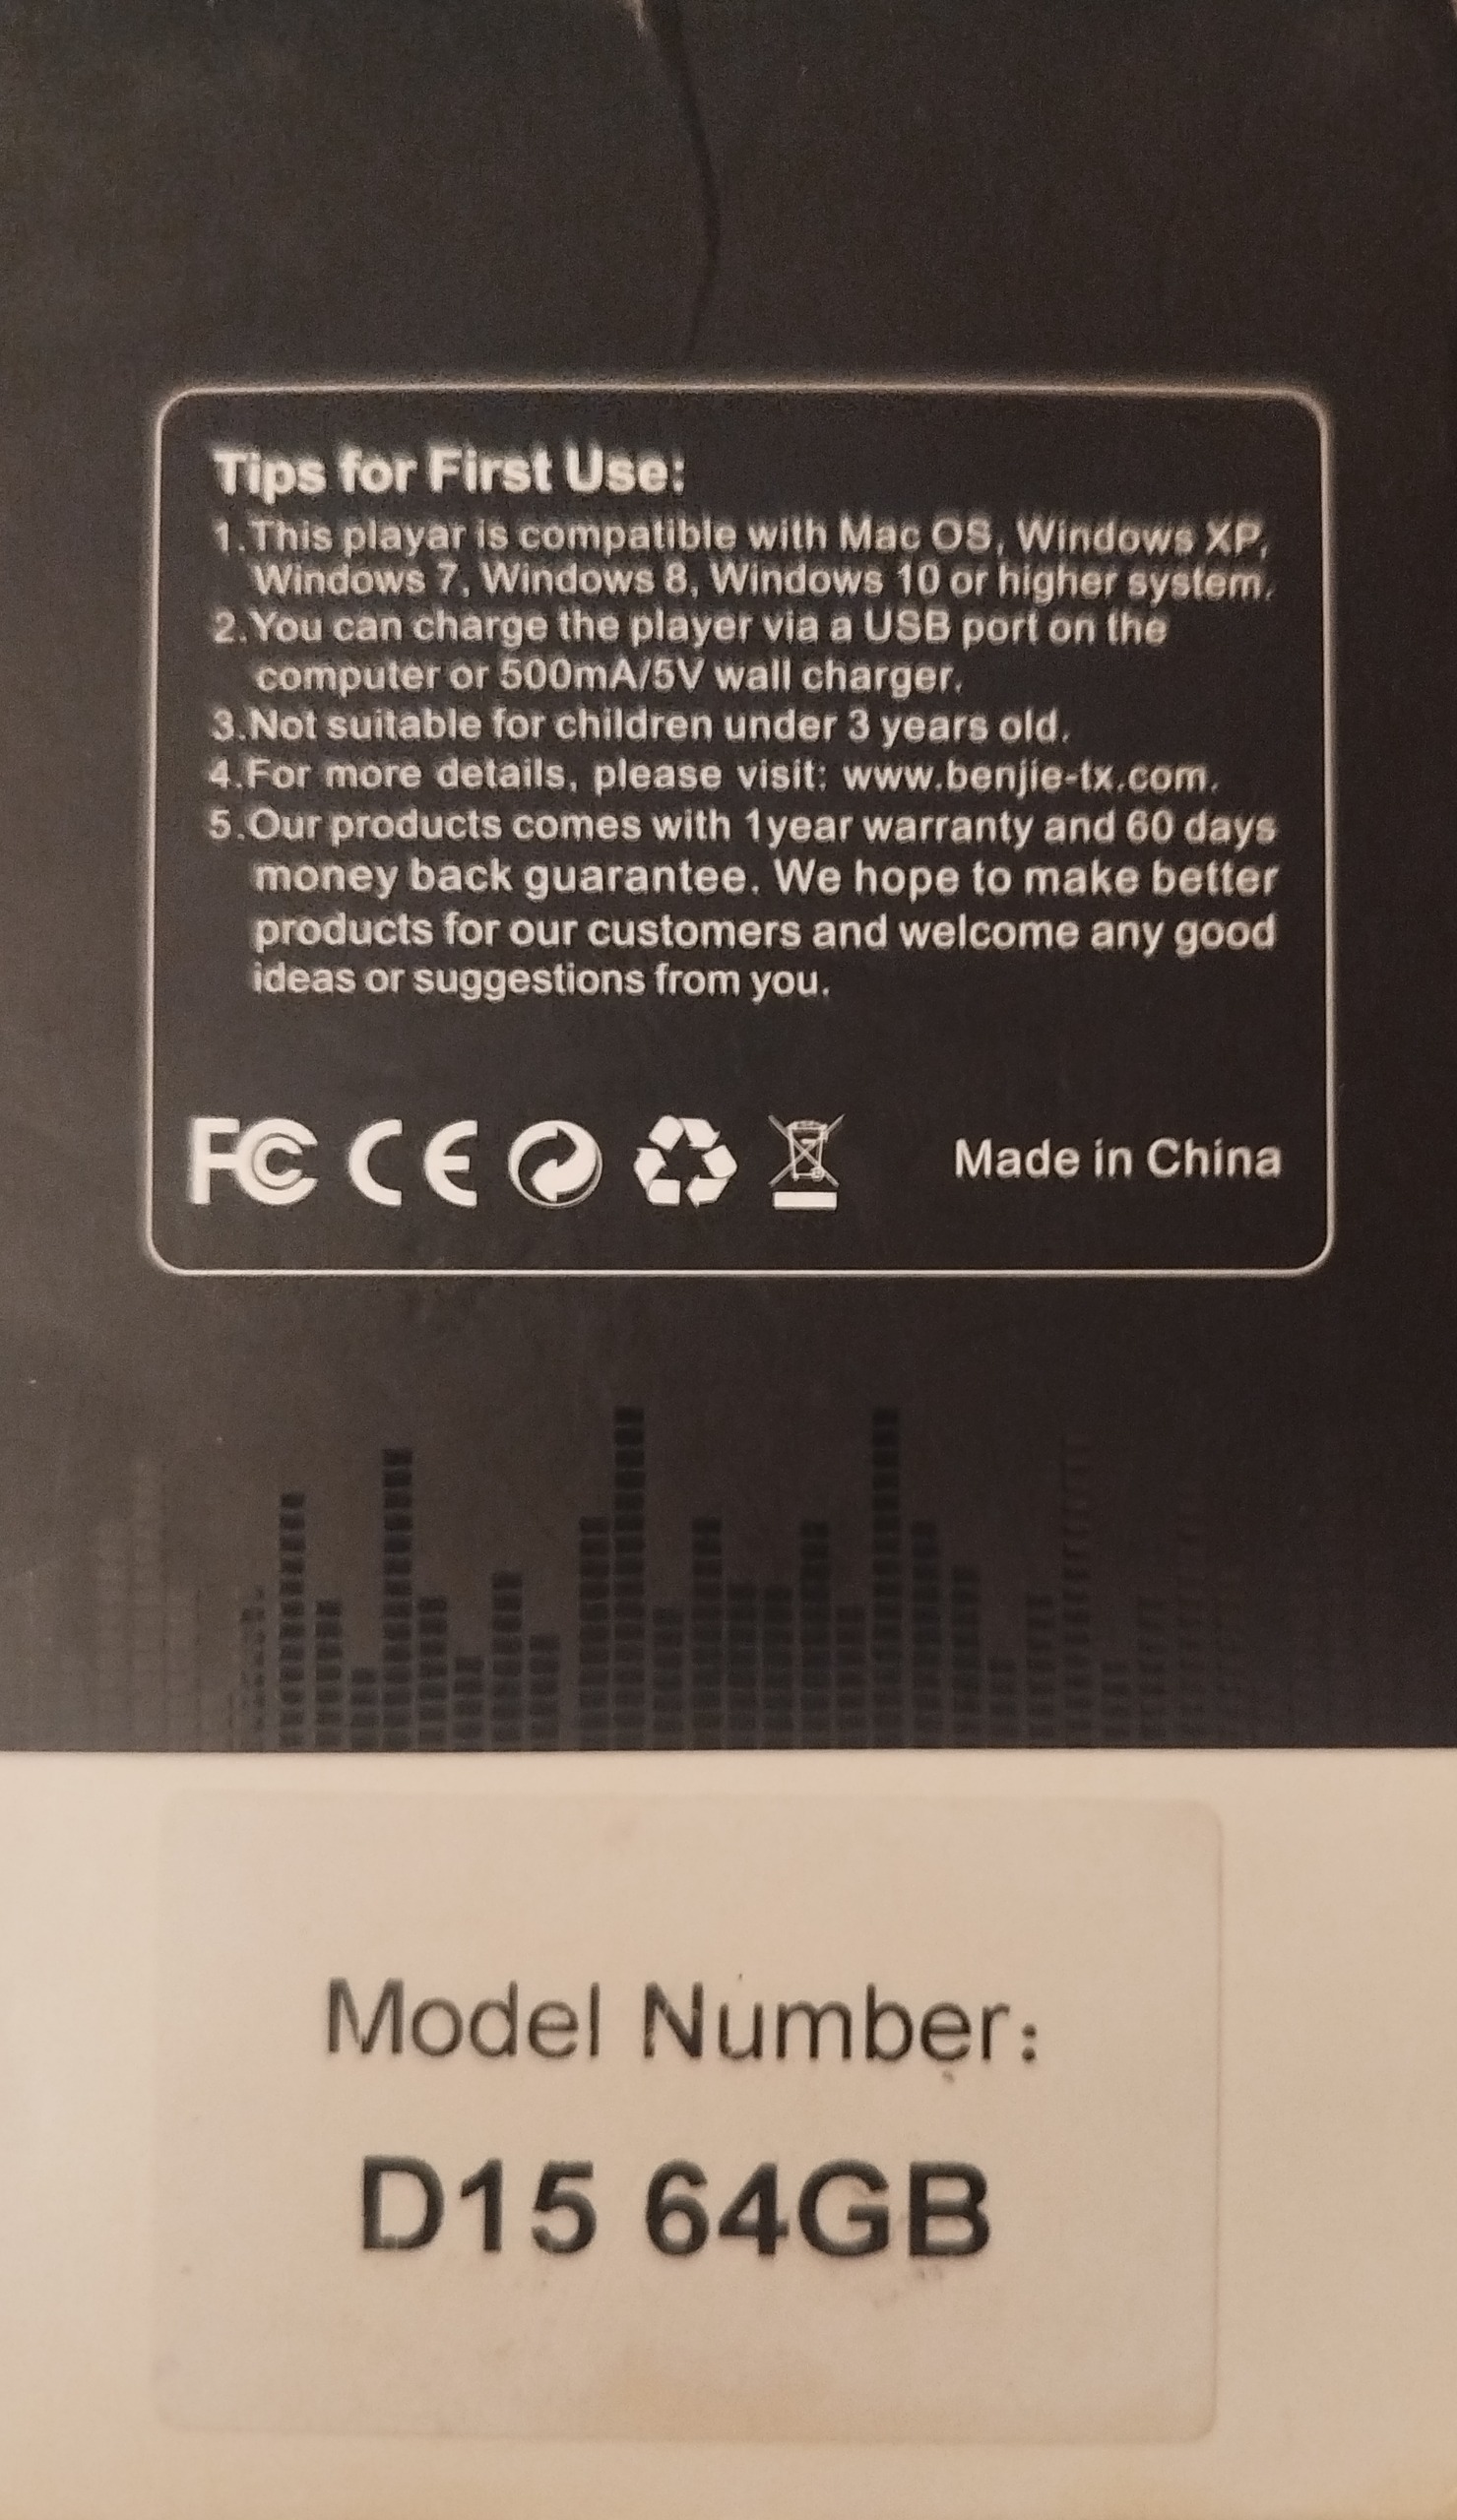 Tips for First Use:
1.This playar is compatible with Mac OS, Windows XP,
Windows 7, Windows 8, Windows 10 or higher system.
2.You can charge the player via a USB port on the
computer or 500mA/5V wall charger.
3.Not suitable for children under 3 years old.
4.For more details, please visit: www.benjie-tx.com.
5.Our products comes with 1year warranty and 60 days
money back guarantee. We hope to make better
products for our customers and welcome any good
ideas or suggestions from you.
FC CE Made in China
Model Number:
D15 64GB